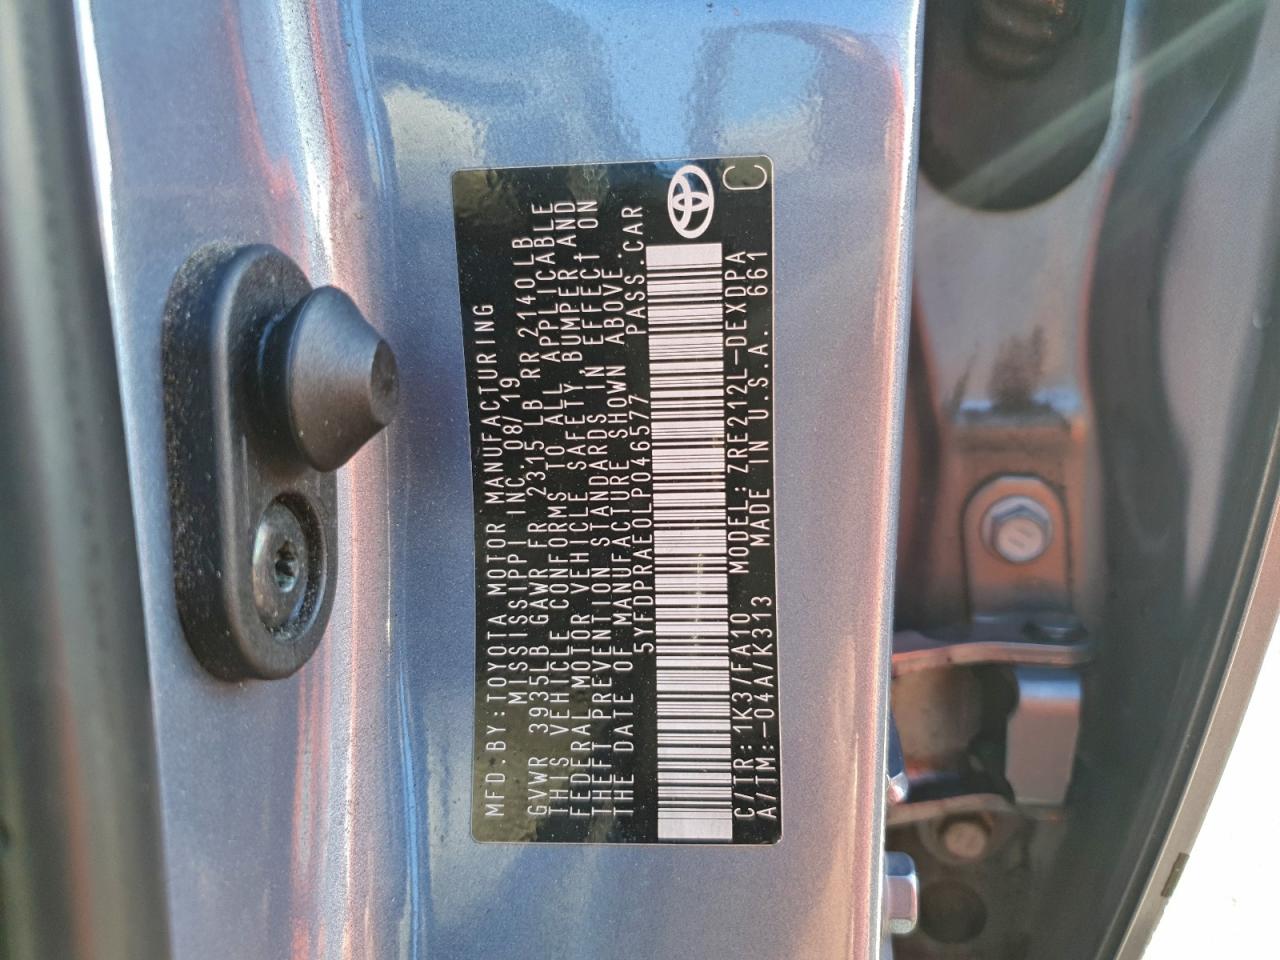 MFD.BY:TOYOTA MOTOR MANUFACTURING
MISSISSIPPI INC. 08/19
GVWR 3935LB GAWR FR 2315 LB RR 2140LB
THIS VEHICLE CONFORMS TO ALL APPLICABLE
FEDERAL MOTOR VEHICLE SAFETY, BUMPER AND
THEFT PREVENTION STANDARDS IN EFFECT ON
THE DATE OF MANUFACTURE SHOWN ABOVE.
5YFDPRAE0LP046577 PASS.CAR
C/TR: 1K3/FA10 MODEL: ZRE212L-DEXDPA
A/TM:-04A/K313 MADE IN U.S.A. 661
C